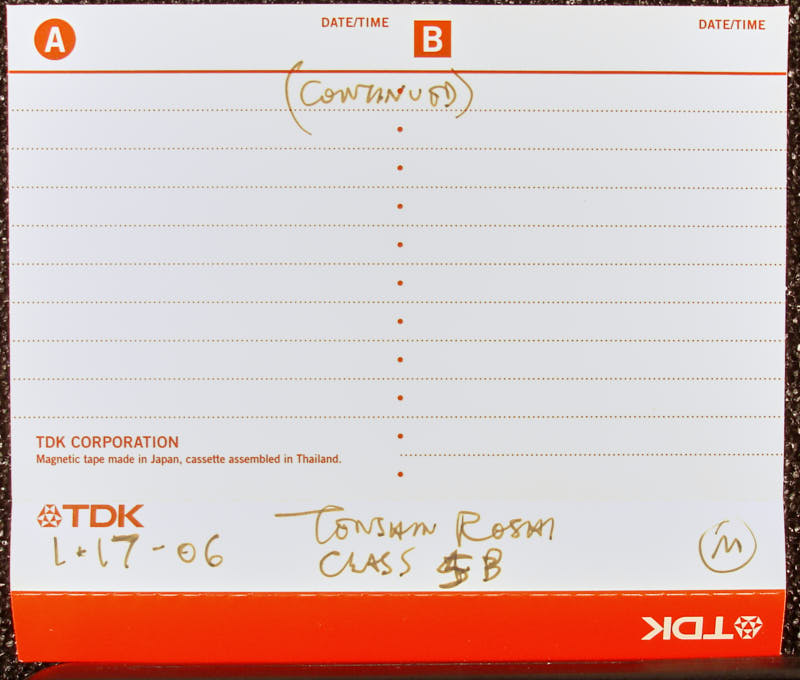 A DATE/TIME B DATE/TIME
(CONTINUED)
TDK CORPORATION
Magnetic tape made in Japan, cassette assembled in Thailand.
TDK
TENSHIN ROSHI
1-17-06
CLASS 5B
M
TDK